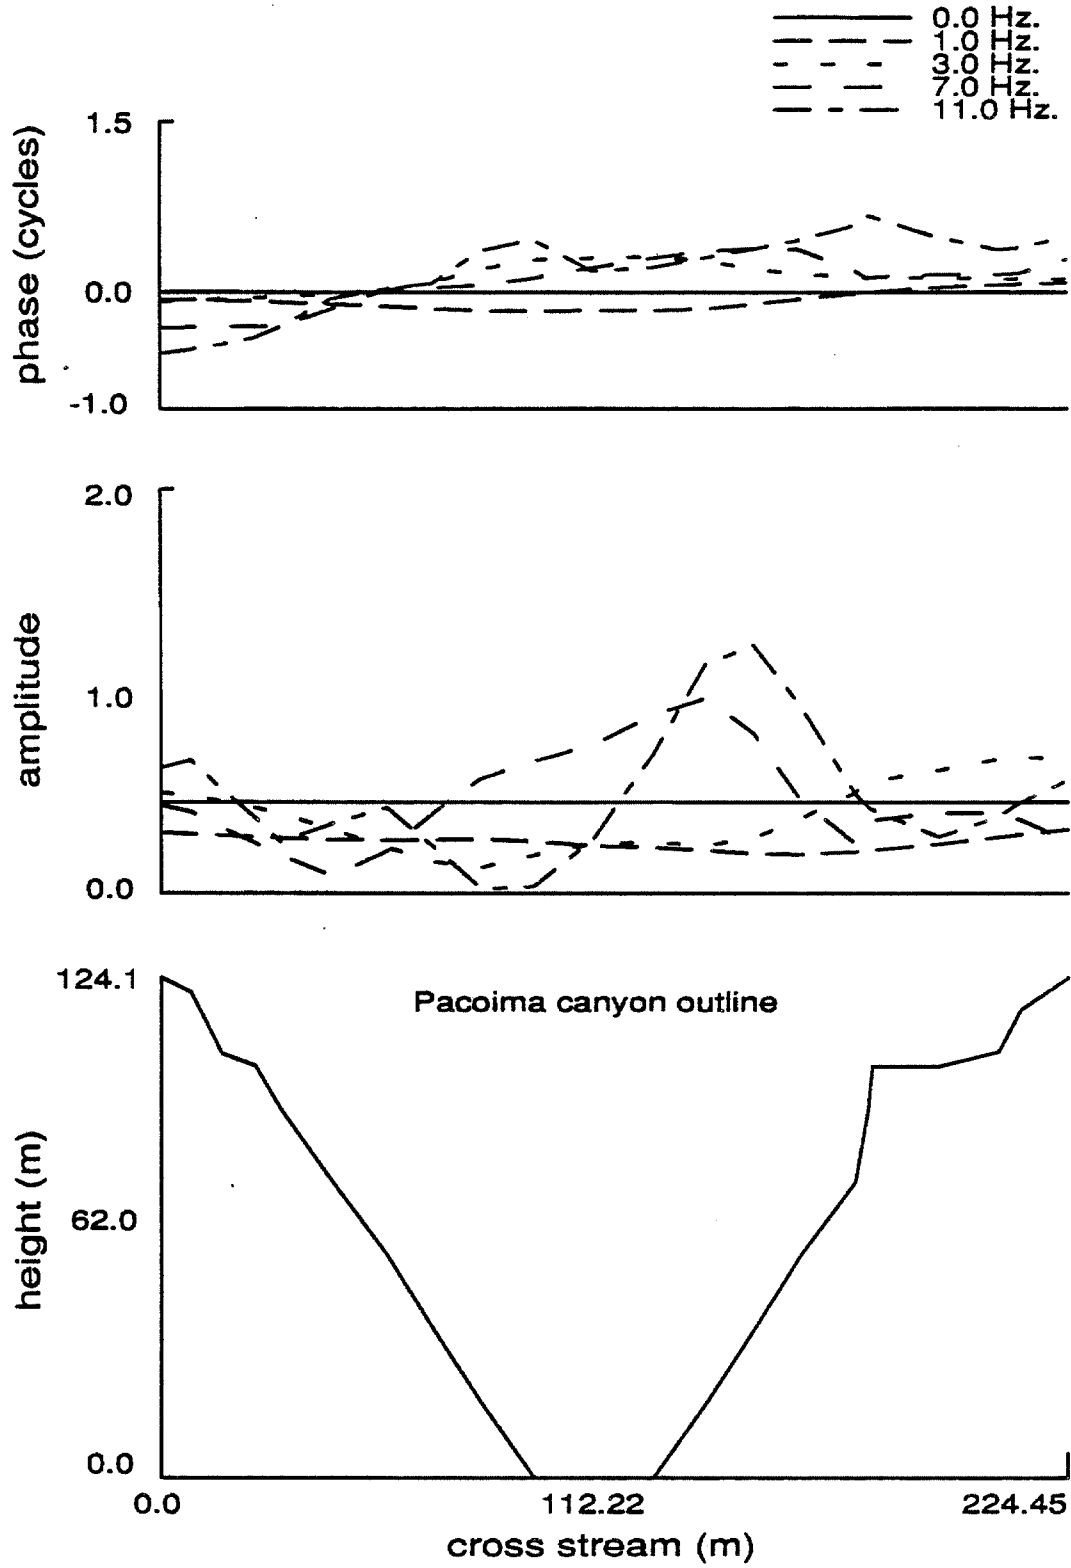 0.0 Hz.
1.0 Hz.
3.0 Hz.
7.0 Hz.
11.0 Hz.
1.5
0.0
-1.0
phase (cycles)
2.0
1.0
0.0
amplitude
124.1
62.0
0.0
height (m)
Pacoima canyon outline
0.0 112.22 224.45
cross stream (m)